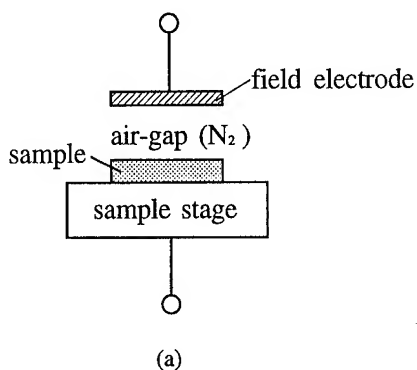 field electrode
air-gap (N₂)
sample
sample stage
(a)